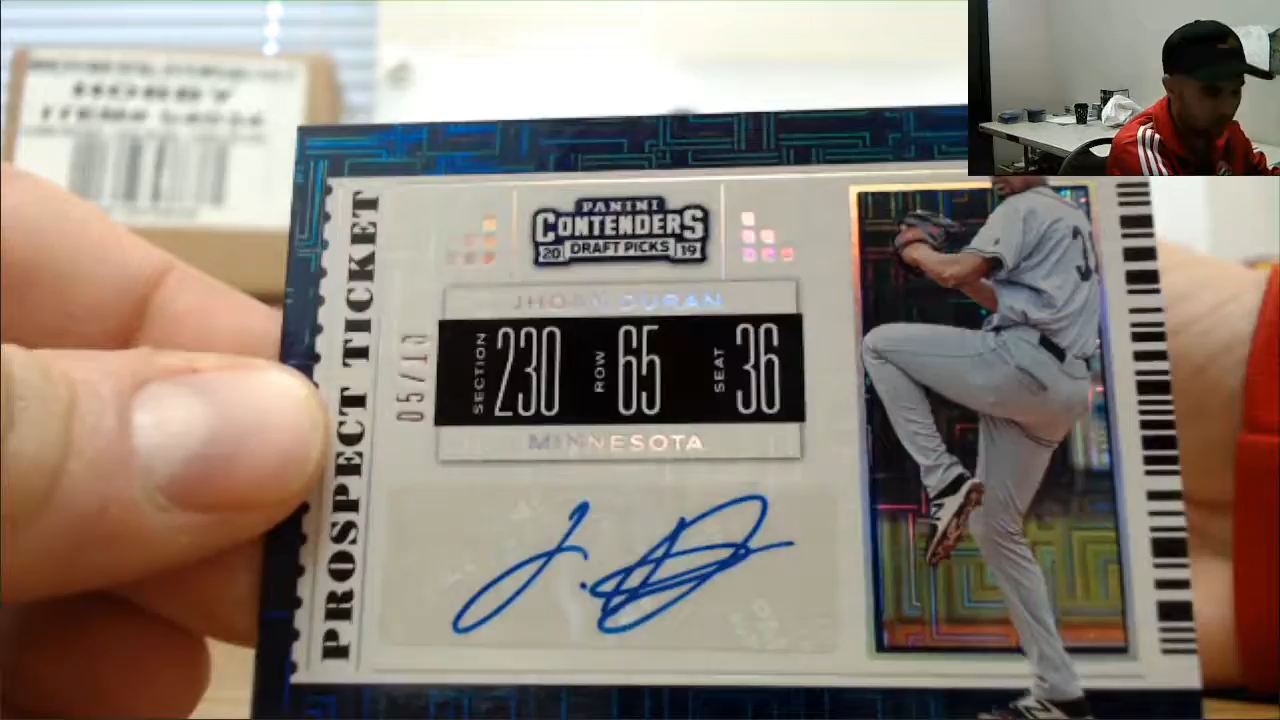 HOBBY
PROSPECT TICKET
PANINI
CONTENDERS
20 DRAFT PICKS 19
JHOAN DURAN
05/10
SECTION 230 ROW 65 SEAT 36
MINNESOTA
J. D